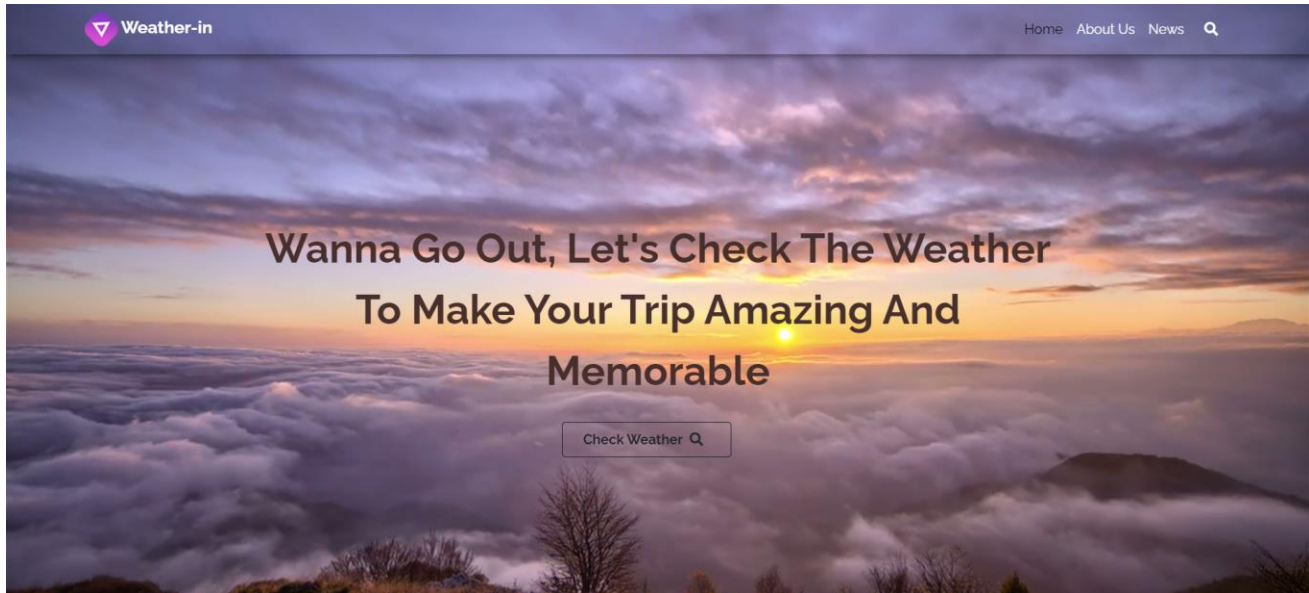 Weather-in
Home About Us News
Wanna Go Out, Let's Check The Weather
To Make Your Trip Amazing And
Memorable
Check Weather